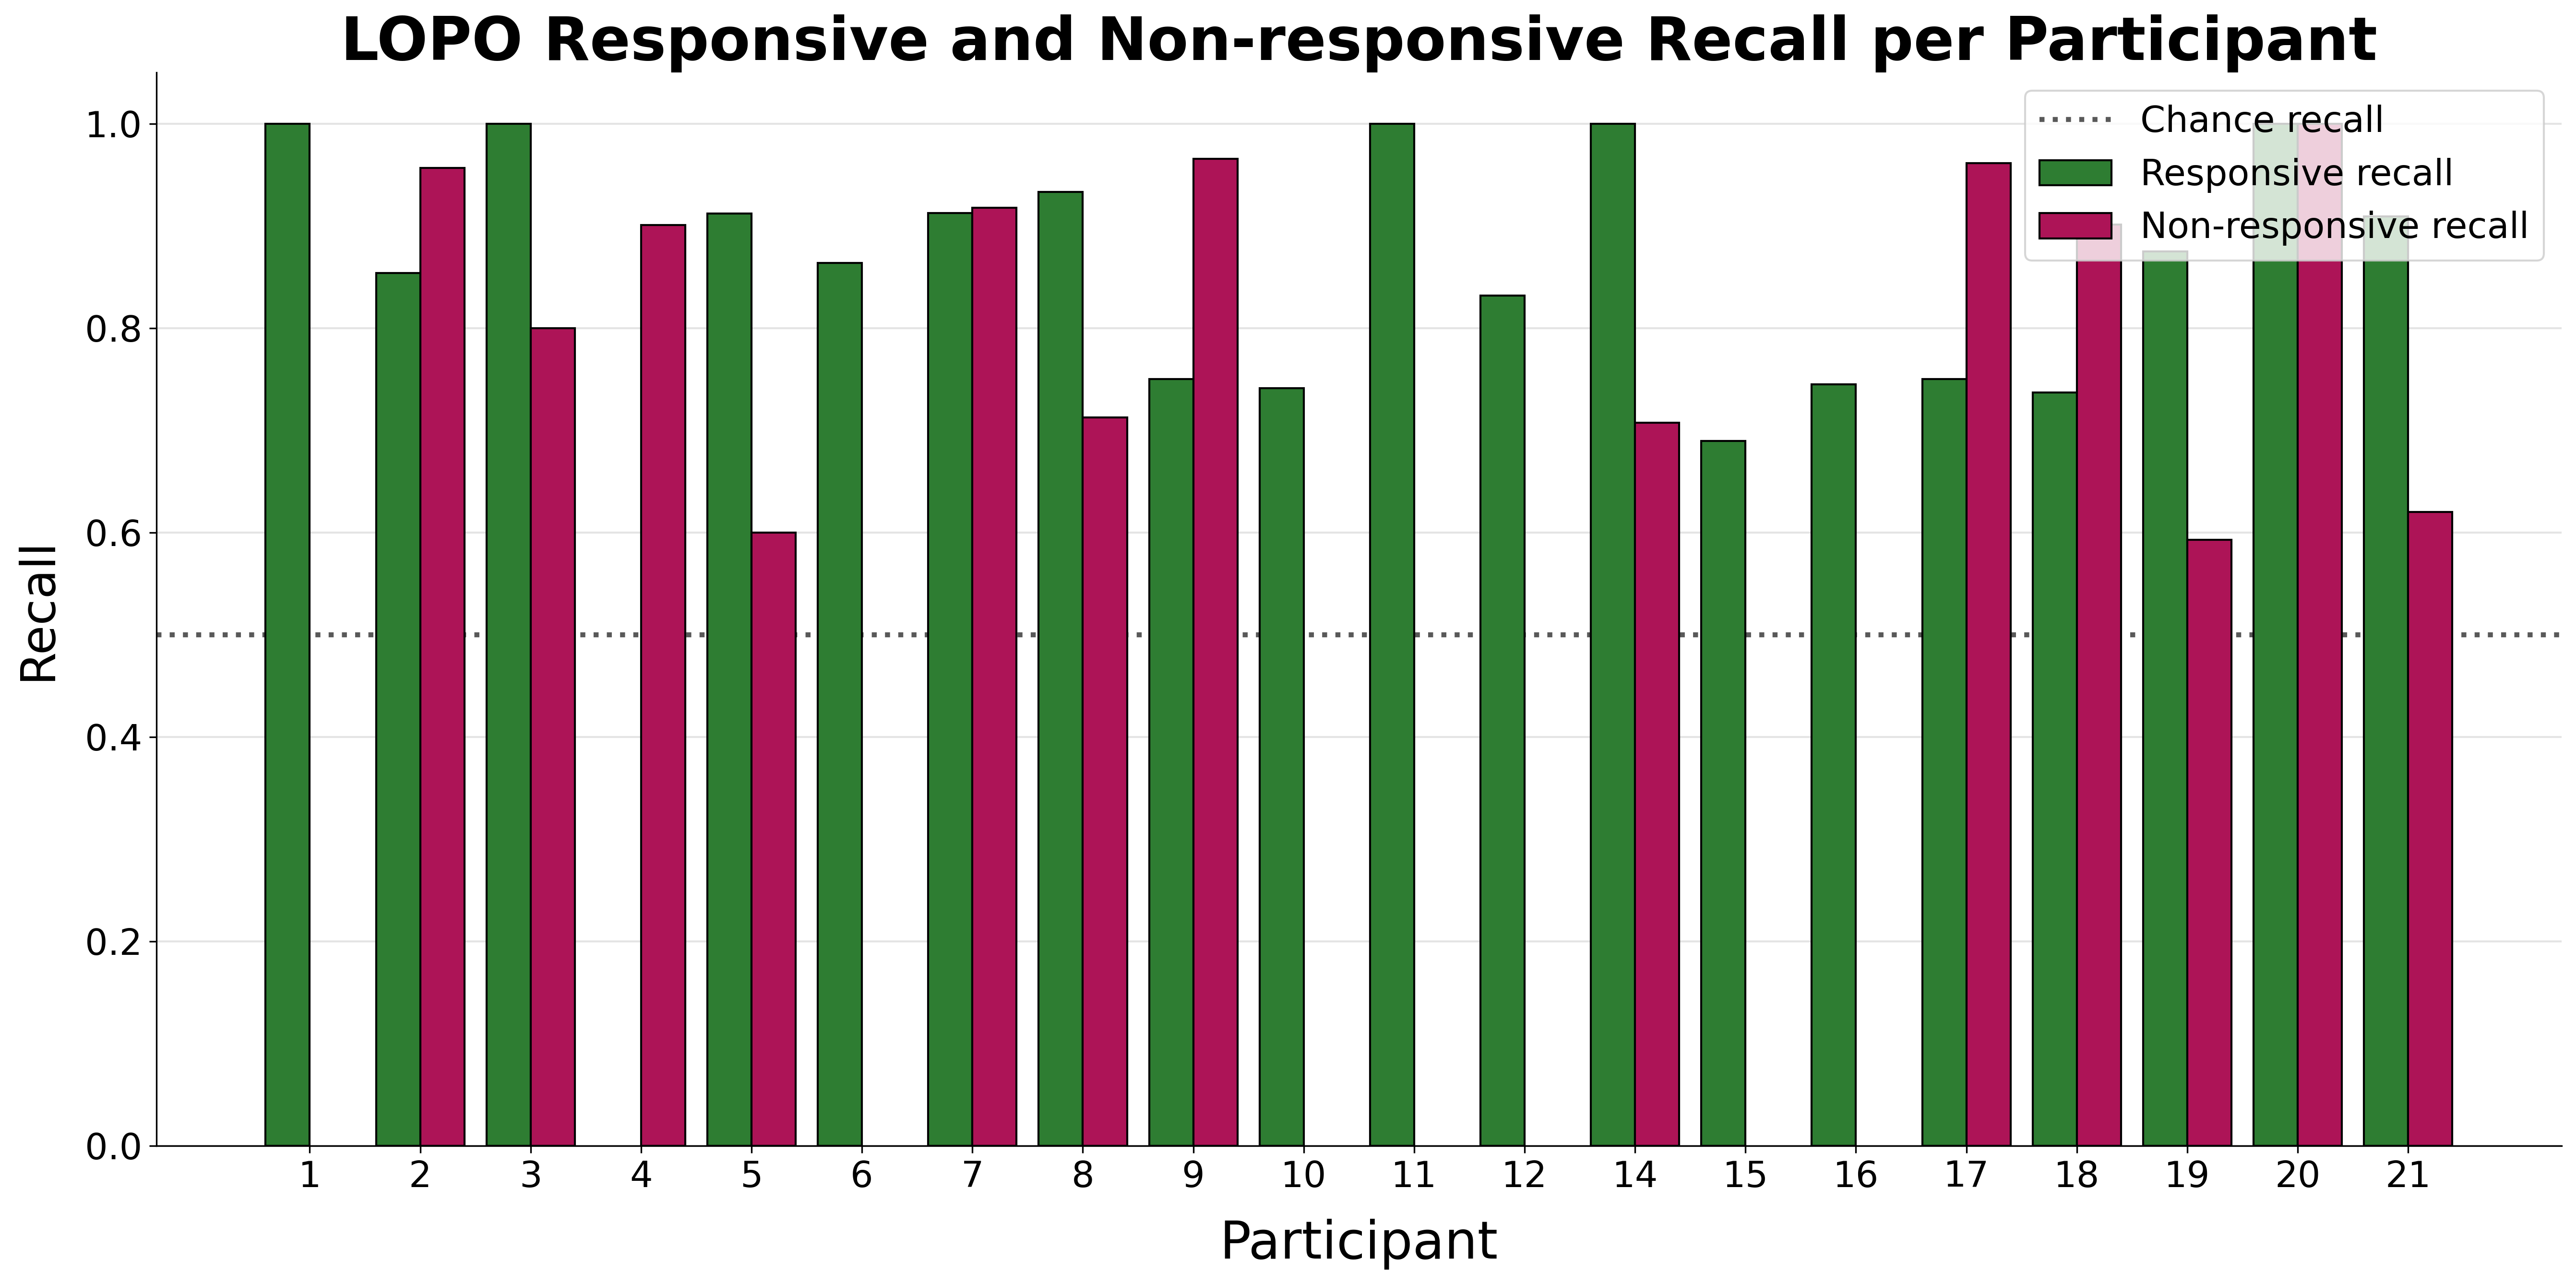 LOPO Responsive and Non-responsive Recall per Participant
Chance recall
Responsive recall
Non-responsive recall
1.0
0.8
0.6
0.4
0.2
0.0
Recall
1 2 3 4 5 6 7 8 9 10 11 12 14 15 16 17 18 19 20 21
Participant